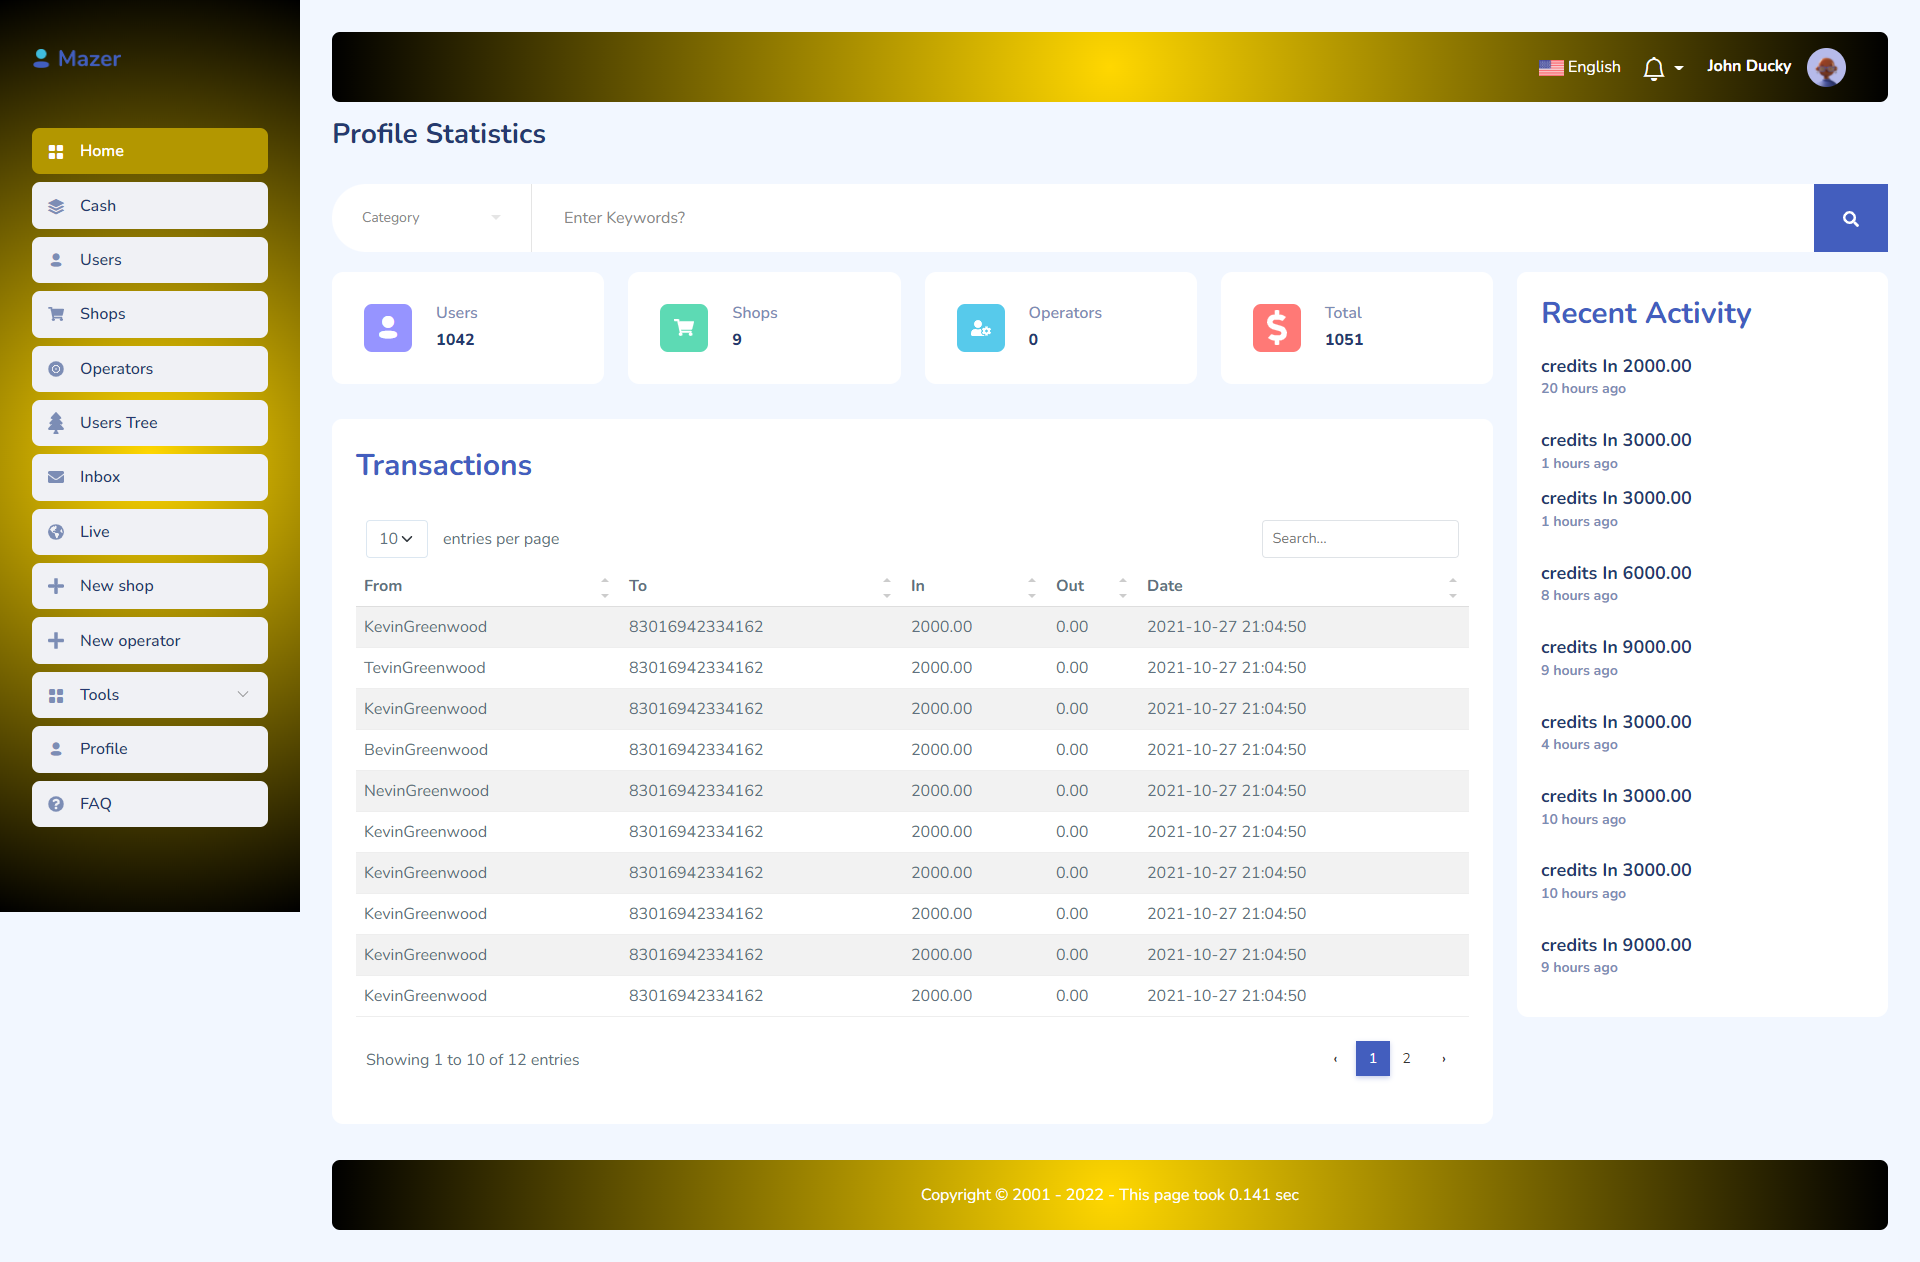 Mazer
Home
Cash
Users
Shops
Operators
Users Tree
Inbox
Live
New shop
New operator
Tools
Profile
FAQ
English
John Ducky
Profile Statistics
Category
Enter Keywords?
Users
1042
Shops
9
Operators
0
Total
1051
Transactions
10 entries per page
Search...
From To In Out Date
KevinGreenwood 83016942334162 2000.00 0.00 2021-10-27 21:04:50
TevinGreenwood 83016942334162 2000.00 0.00 2021-10-27 21:04:50
KevinGreenwood 83016942334162 2000.00 0.00 2021-10-27 21:04:50
BevinGreenwood 83016942334162 2000.00 0.00 2021-10-27 21:04:50
NevinGreenwood 83016942334162 2000.00 0.00 2021-10-27 21:04:50
KevinGreenwood 83016942334162 2000.00 0.00 2021-10-27 21:04:50
KevinGreenwood 83016942334162 2000.00 0.00 2021-10-27 21:04:50
KevinGreenwood 83016942334162 2000.00 0.00 2021-10-27 21:04:50
KevinGreenwood 83016942334162 2000.00 0.00 2021-10-27 21:04:50
KevinGreenwood 83016942334162 2000.00 0.00 2021-10-27 21:04:50
Showing 1 to 10 of 12 entries
‹ 1 2 ›
Recent Activity
credits In 2000.00
20 hours ago
credits In 3000.00
1 hours ago
credits In 3000.00
1 hours ago
credits In 6000.00
8 hours ago
credits In 9000.00
9 hours ago
credits In 3000.00
4 hours ago
credits In 3000.00
10 hours ago
credits In 3000.00
10 hours ago
credits In 9000.00
9 hours ago
Copyright © 2001 - 2022 - This page took 0.141 sec